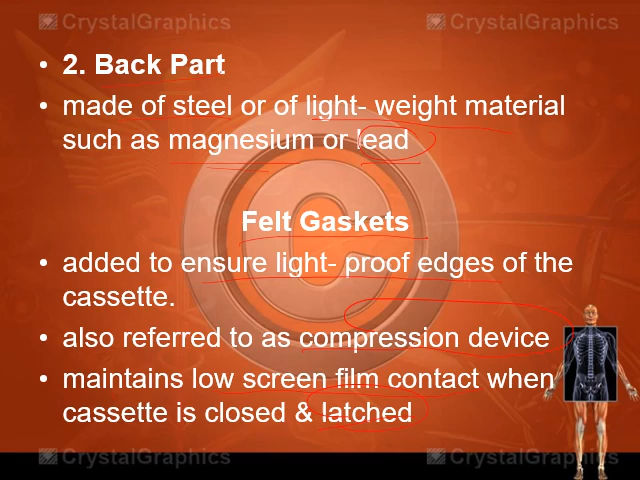 CrystalGraphics CrystalGraphics
• 2. Back Part
• made of steel or of light- weight material
such as magnesium or lead
Felt Gaskets
• added to ensure light- proof edges of the
cassette.
• also referred to as compression device
• maintains low screen film contact when
cassette is closed & latched
CrystalGraphics CrystalGraphics